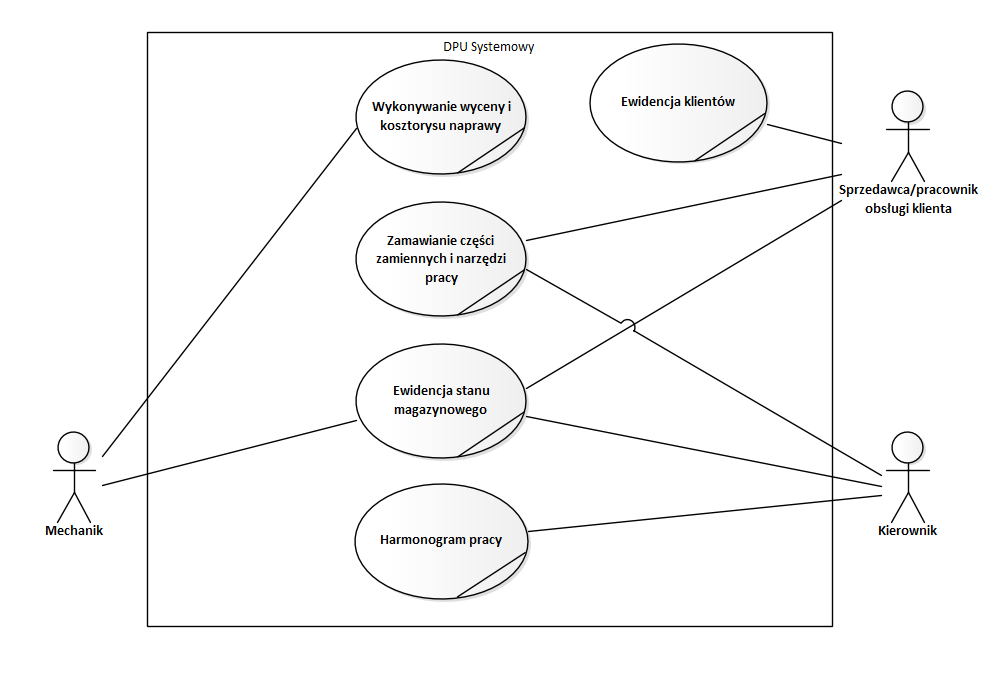 DPU Systemowy
Wykonywanie wyceny i
kosztorysu naprawy
Ewidencja klientów
Sprzedawca/pracownik
obsługi klienta
Zamawianie części
zamiennych i narzędzi
pracy
Ewidencja stanu
magazynowego
Mechanik
Kierownik
Harmonogram pracy